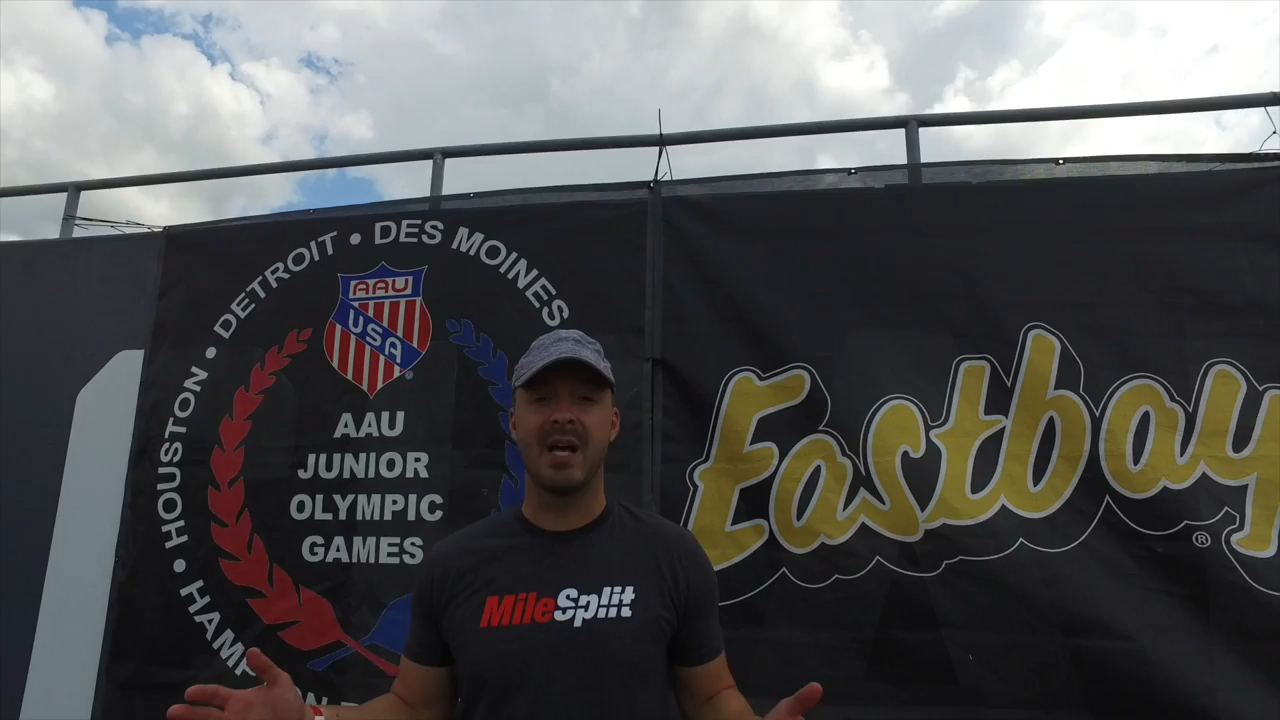 HOUSTON • DETROIT • DES MOINES
AAU
USA
®
AAU
JUNIOR
OLYMPIC
GAMES
Eastbay
®
MileSplit